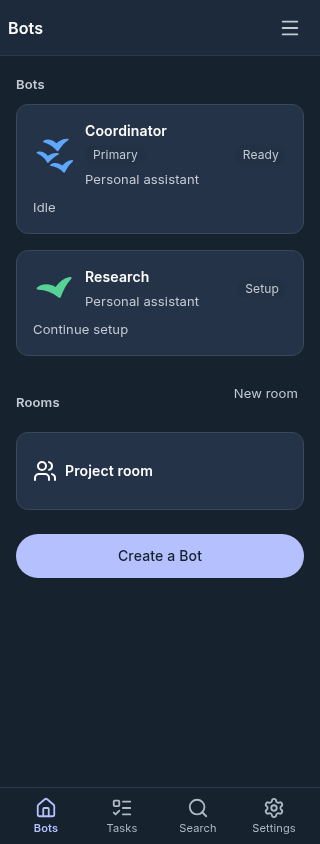 Bots
Bots
Coordinator
Primary
Ready
Personal assistant
Idle
Research
Setup
Personal assistant
Continue setup
Rooms
New room
Project room
Create a Bot
Bots
Tasks
Search
Settings